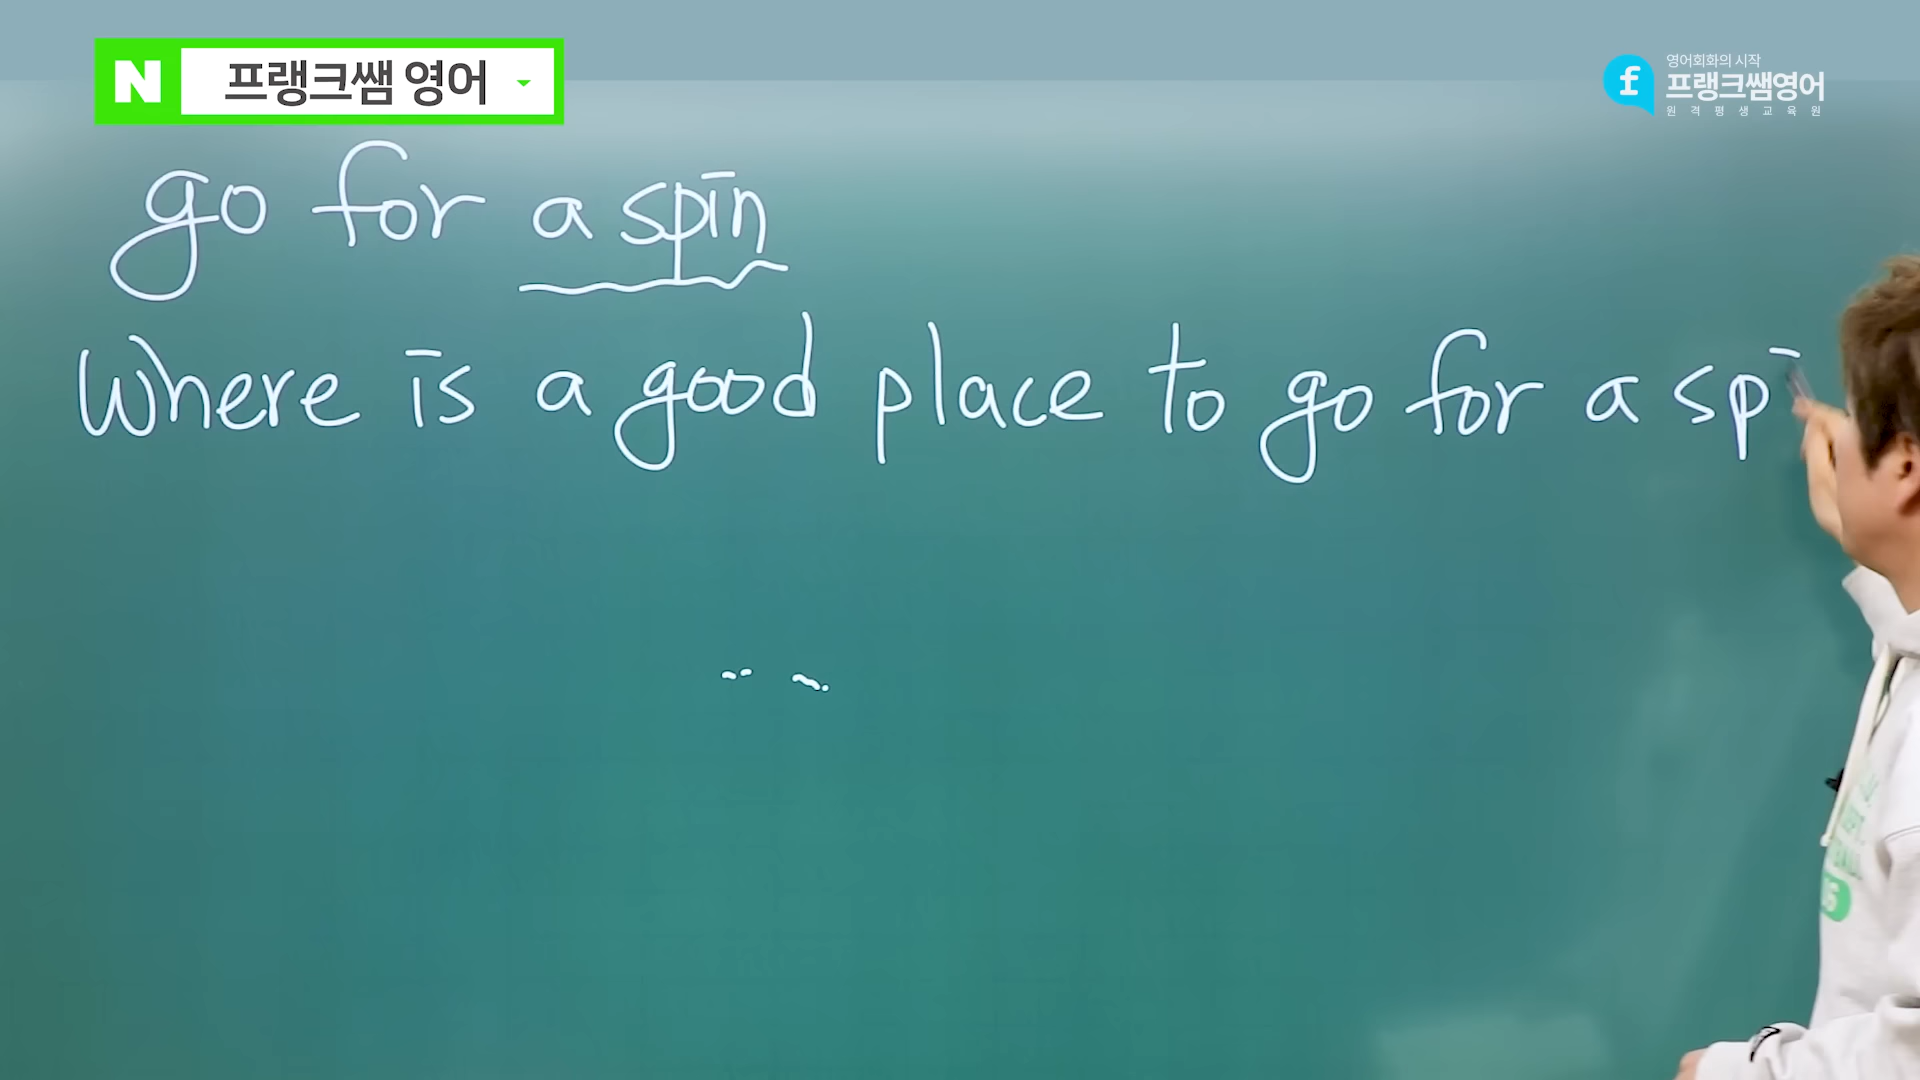 N 프랭크쌤 영어
영어회화의 시작
프랭크쌤영어
원격평생교육원
go for a spin
Where is a good place to go for a spi